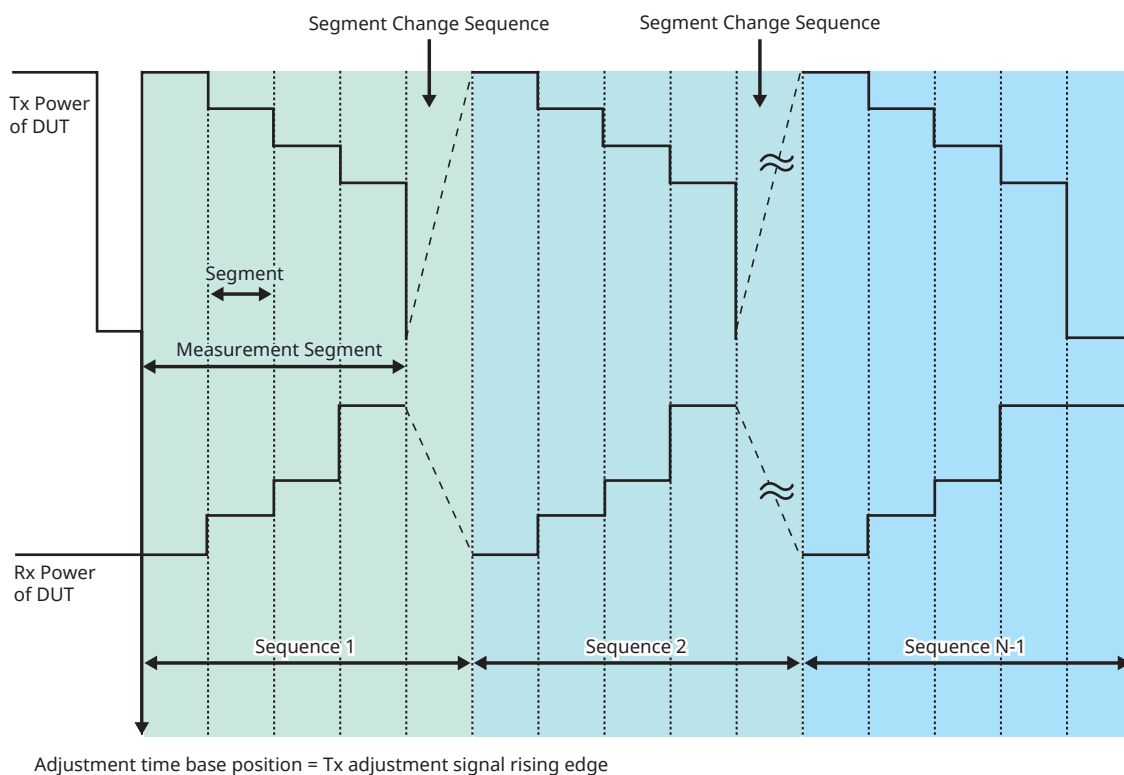 Segment Change Sequence
Segment Change Sequence
Tx Power
of DUT
Segment
Measurement Segment
Rx Power
of DUT
Sequence 1
Sequence 2
Sequence N-1
Adjustment time base position = Tx adjustment signal rising edge